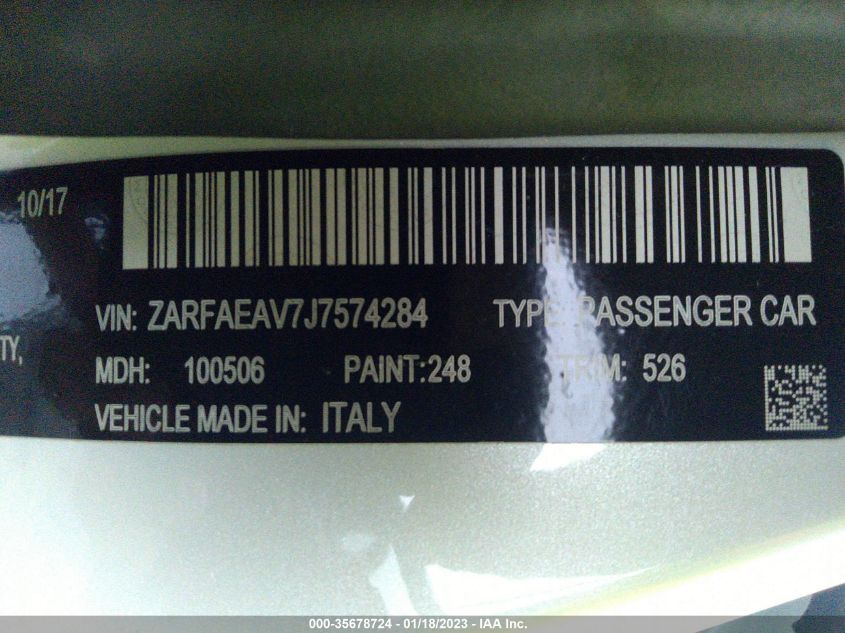 10/17
VIN: ZARFAEAV7J7574284 TYPE: PASSENGER CAR
TY,
MDH: 100506 PAINT:248 TRIM: 526
VEHICLE MADE IN: ITALY
000-35678724 - 01/18/2023 - IAA Inc.